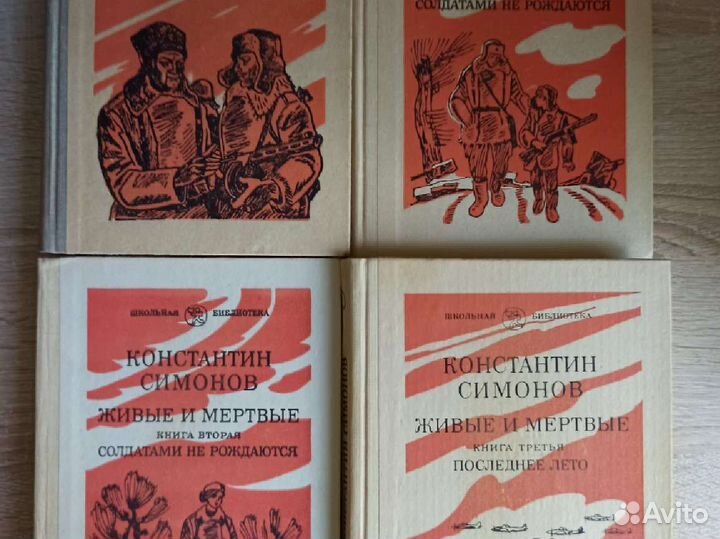 СОЛДАТАМИ НЕ РОЖДАЮТСЯ
ШКОЛЬНАЯ БИБЛИОТЕКА
КОНСТАНТИН
СИМОНОВ
ЖИВЫЕ И МЕРТВЫЕ
КНИГА ВТОРАЯ
СОЛДАТАМИ НЕ РОЖДАЮТСЯ
ШКОЛЬНАЯ БИБЛИОТЕКА
КОНСТАНТИН
СИМОНОВ
ЖИВЫЕ И МЕРТВЫЕ
КНИГА ТРЕТЬЯ
ПОСЛЕДНЕЕ ЛЕТО
Avito